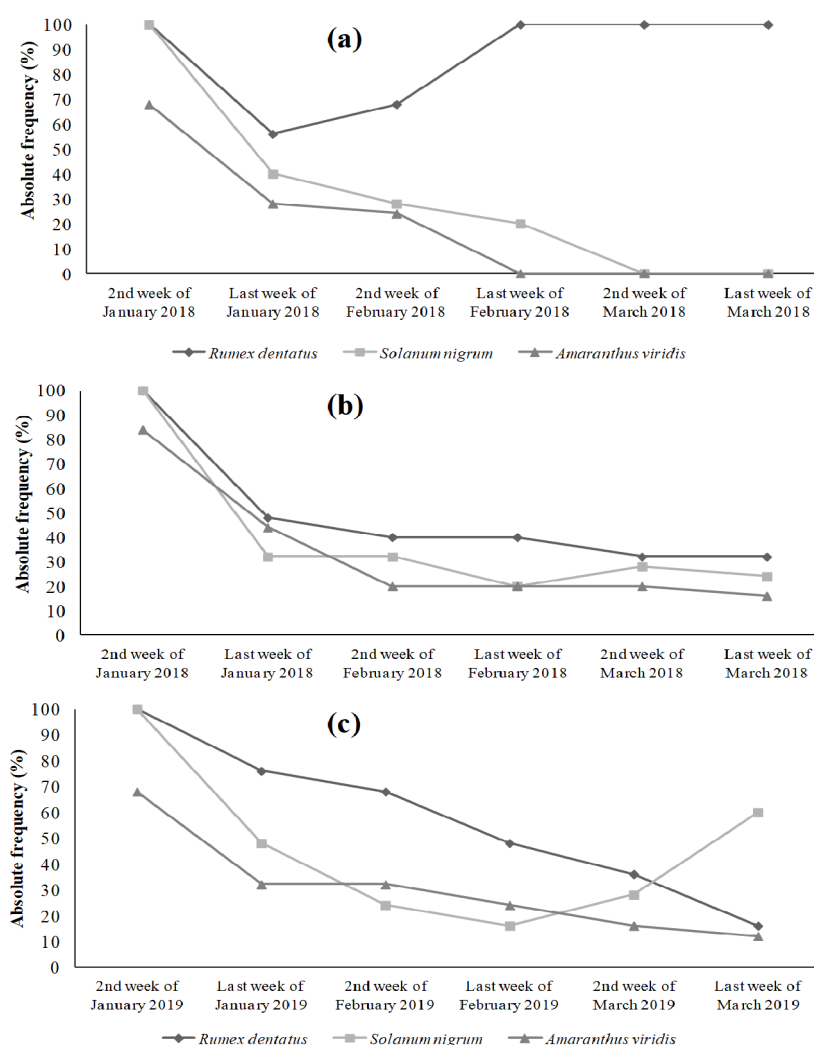 (a)
Absolute frequency (%)
100
90
80
70
60
50
40
30
20
10
0
2nd week of January 2018
Last week of January 2018
2nd week of February 2018
Last week of February 2018
2nd week of March 2018
Last week of March 2018
Rumex dentatus
Solanum nigrum
Amaranthus viridis
(b)
Absolute frequency (%)
100
90
80
70
60
50
40
30
20
10
0
2nd week of January 2018
Last week of January 2018
2nd week of February 2018
Last week of February 2018
2nd week of March 2018
Last week of March 2018
(c)
Absolute frequency (%)
100
90
80
70
60
50
40
30
20
10
0
2nd week of January 2019
Last week of January 2019
2nd week of February 2019
Last week of February 2019
2nd week of March 2019
Last week of March 2019
Rumex dentatus
Solanum nigrum
Amaranthus viridis